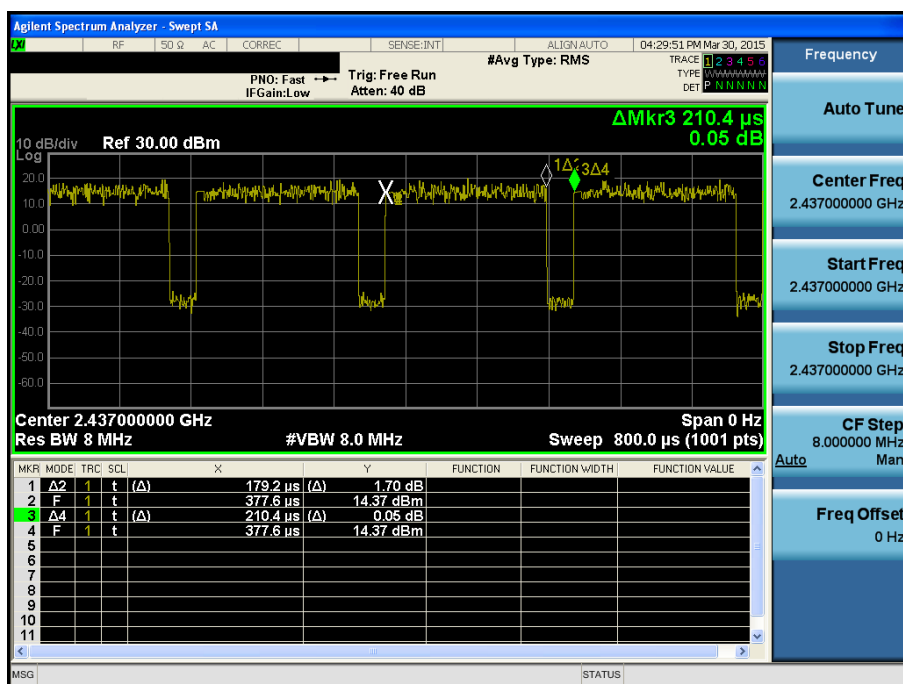 Agilent Spectrum Analyzer - Swept SA
LXI RF 50 Ω AC CORREC SENSE:INT ALIGN AUTO 04:29:51 PM Mar 30, 2015
#Avg Type: RMS
TRACE 1 2 3 4 5 6
TYPE
DET P N N N N N
PNO: Fast Trig: Free Run
IFGain:Low Atten: 40 dB
ΔMkr3 210.4 µs
0.05 dB
10 dB/div Ref 30.00 dBm
Log
20.0
10.0
0.00
-10.0
-20.0
-30.0
-40.0
-50.0
-60.0
X
3Δ4
Center 2.437000000 GHz Span 0 Hz
Res BW 8 MHz #VBW 8.0 MHz Sweep 800.0 µs (1001 pts)
MKR MODE TRC SCL X Y FUNCTION FUNCTION WIDTH FUNCTION VALUE
1 Δ2 1 t (Δ) 179.2 µs (Δ) 1.70 dB
2 F 1 t 377.6 µs 14.37 dBm
3 Δ4 1 t (Δ) 210.4 µs (Δ) 0.05 dB
4 F 1 t 377.6 µs 14.37 dBm
5
6
7
8
9
10
11
MSG STATUS
Frequency
Auto Tune
Center Freq
2.437000000 GHz
Start Freq
2.437000000 GHz
Stop Freq
2.437000000 GHz
CF Step
8.000000 MHz
Auto Man
Freq Offset
0 Hz